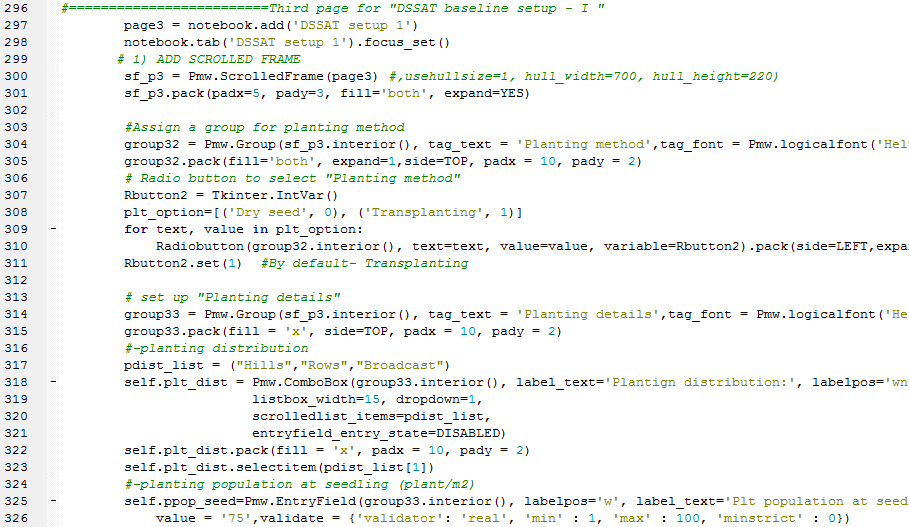 296 #=========================Third page for "DSSAT baseline setup - I "
297 page3 = notebook.add('DSSAT setup 1')
298 notebook.tab('DSSAT setup 1').focus_set()
299 # 1) ADD SCROLLED FRAME
300 sf_p3 = Pmw.ScrolledFrame(page3) #,usehullsize=1, hull_width=700, hull_height=220)
301 sf_p3.pack(padx=5, pady=3, fill='both', expand=YES)
302
303 #Assign a group for planting method
304 group32 = Pmw.Group(sf_p3.interior(), tag_text = 'Planting method',tag_font = Pmw.logicalfont('Hel
305 group32.pack(fill='both', expand=1,side=TOP, padx = 10, pady = 2)
306 # Radio button to select "Planting method"
307 Rbutton2 = Tkinter.IntVar()
308 plt_option=[('Dry seed', 0), ('Transplanting', 1)]
309 - for text, value in plt_option:
310 Radiobutton(group32.interior(), text=text, value=value, variable=Rbutton2).pack(side=LEFT,expa
311 Rbutton2.set(1) #By default- Transplanting
312
313 # set up "Planting details"
314 group33 = Pmw.Group(sf_p3.interior(), tag_text = 'Planting details',tag_font = Pmw.logicalfont('He
315 group33.pack(fill = 'x', side=TOP, padx = 10, pady = 2)
316 #-planting distribution
317 pdist_list = ("Hills","Rows","Broadcast")
318 - self.plt_dist = Pmw.ComboBox(group33.interior(), label_text='Plantign distribution:', labelpos='wn
319 listbox_width=15, dropdown=1,
320 scrolledlist_items=pdist_list,
321 entryfield_entry_state=DISABLED)
322 self.plt_dist.pack(fill = 'x', padx = 10, pady = 2)
323 self.plt_dist.selectitem(pdist_list[1])
324 #-planting population at seedling (plant/m2)
325 - self.ppop_seed=Pmw.EntryField(group33.interior(), labelpos='w', label_text='Plt population at seed
326 value = '75',validate = {'validator': 'real', 'min' : 1, 'max' : 100, 'minstrict' : 0})